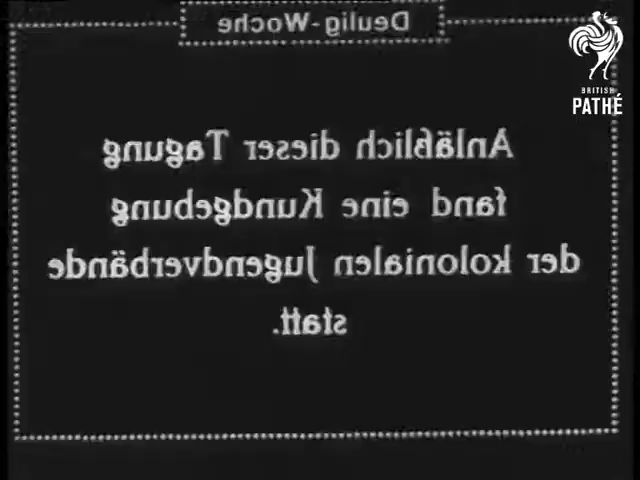 Deulig-Woche
BRITISH
PATHÉ
Anläßlich dieser Tagung
fand eine Kundgebung
der kolonialen Jugendverbände
statt.